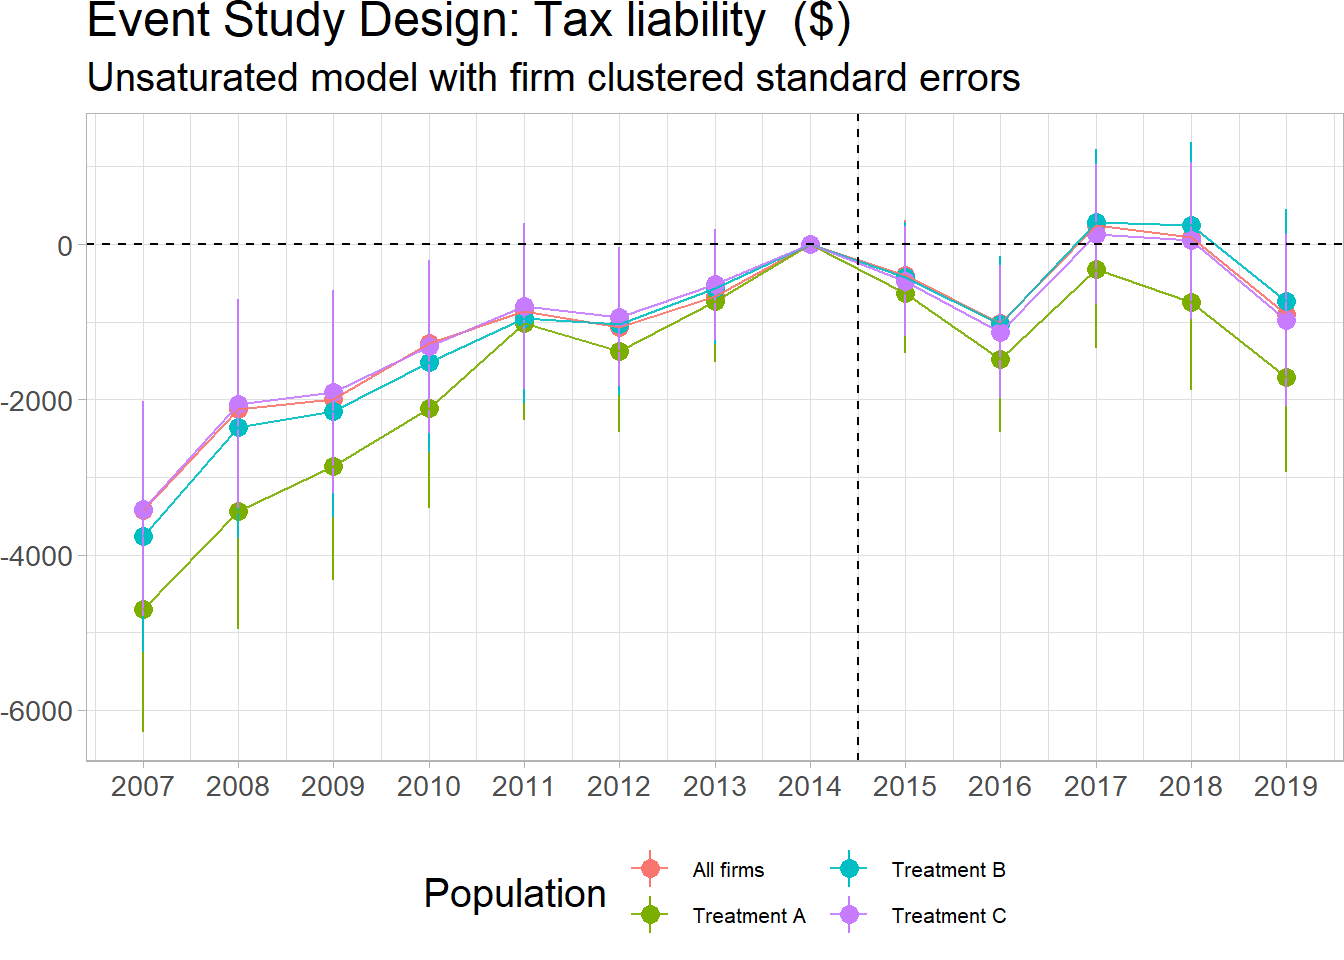 Event Study Design: Tax liability  ($)
Unsaturated model with firm clustered standard errors
0
-2000
-4000
-6000
2007 2008 2009 2010 2011 2012 2013 2014 2015 2016 2017 2018 2019
Population
All firms
Treatment B
Treatment A
Treatment C